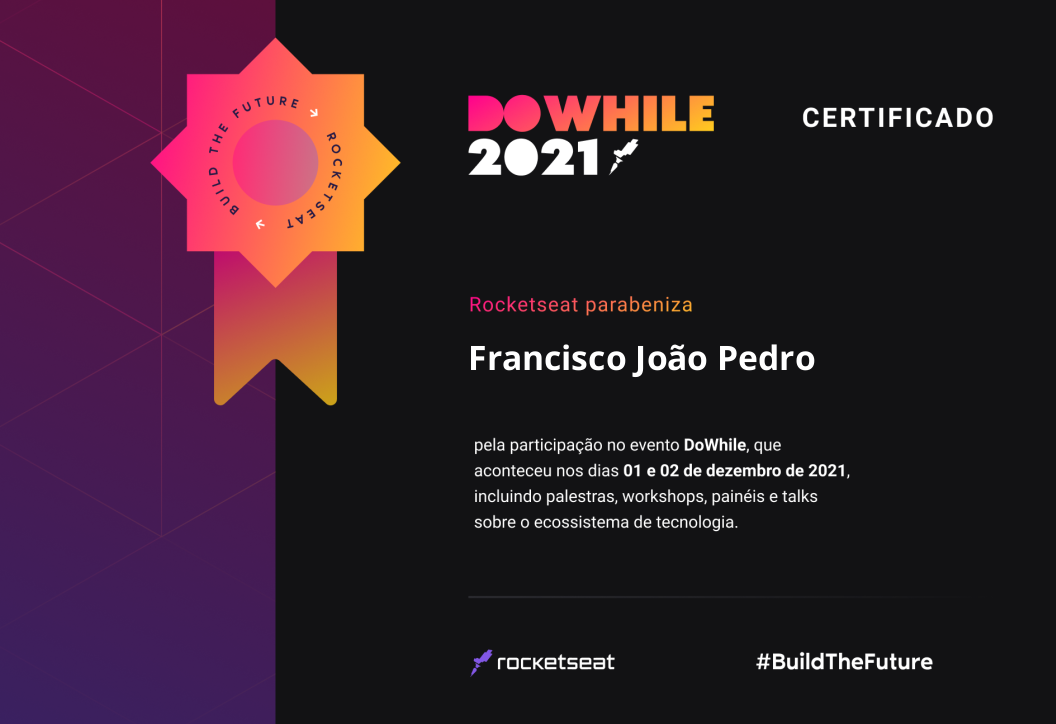 BUILD THE FUTURE → ROCKETSEAT ←
DOWHILE
2021
CERTIFICADO
Rocketseat parabeniza
Francisco João Pedro
pela participação no evento DoWhile, que
aconteceu nos dias 01 e 02 de dezembro de 2021,
incluindo palestras, workshops, painéis e talks
sobre o ecossistema de tecnologia.
rocketseat
#BuildTheFuture